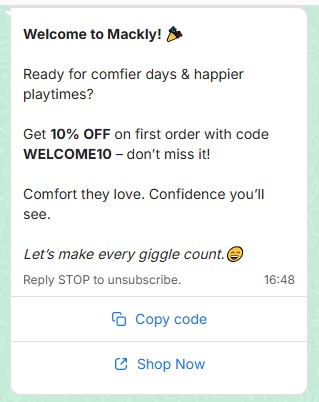 Welcome to Mackly! 🎉
Ready for comfier days & happier
playtimes?
Get 10% OFF on first order with code
WELCOME10 – don’t miss it!
Comfort they love. Confidence you’ll
see.
Let’s make every giggle count.😄
Reply STOP to unsubscribe.
16:48
Copy code
Shop Now